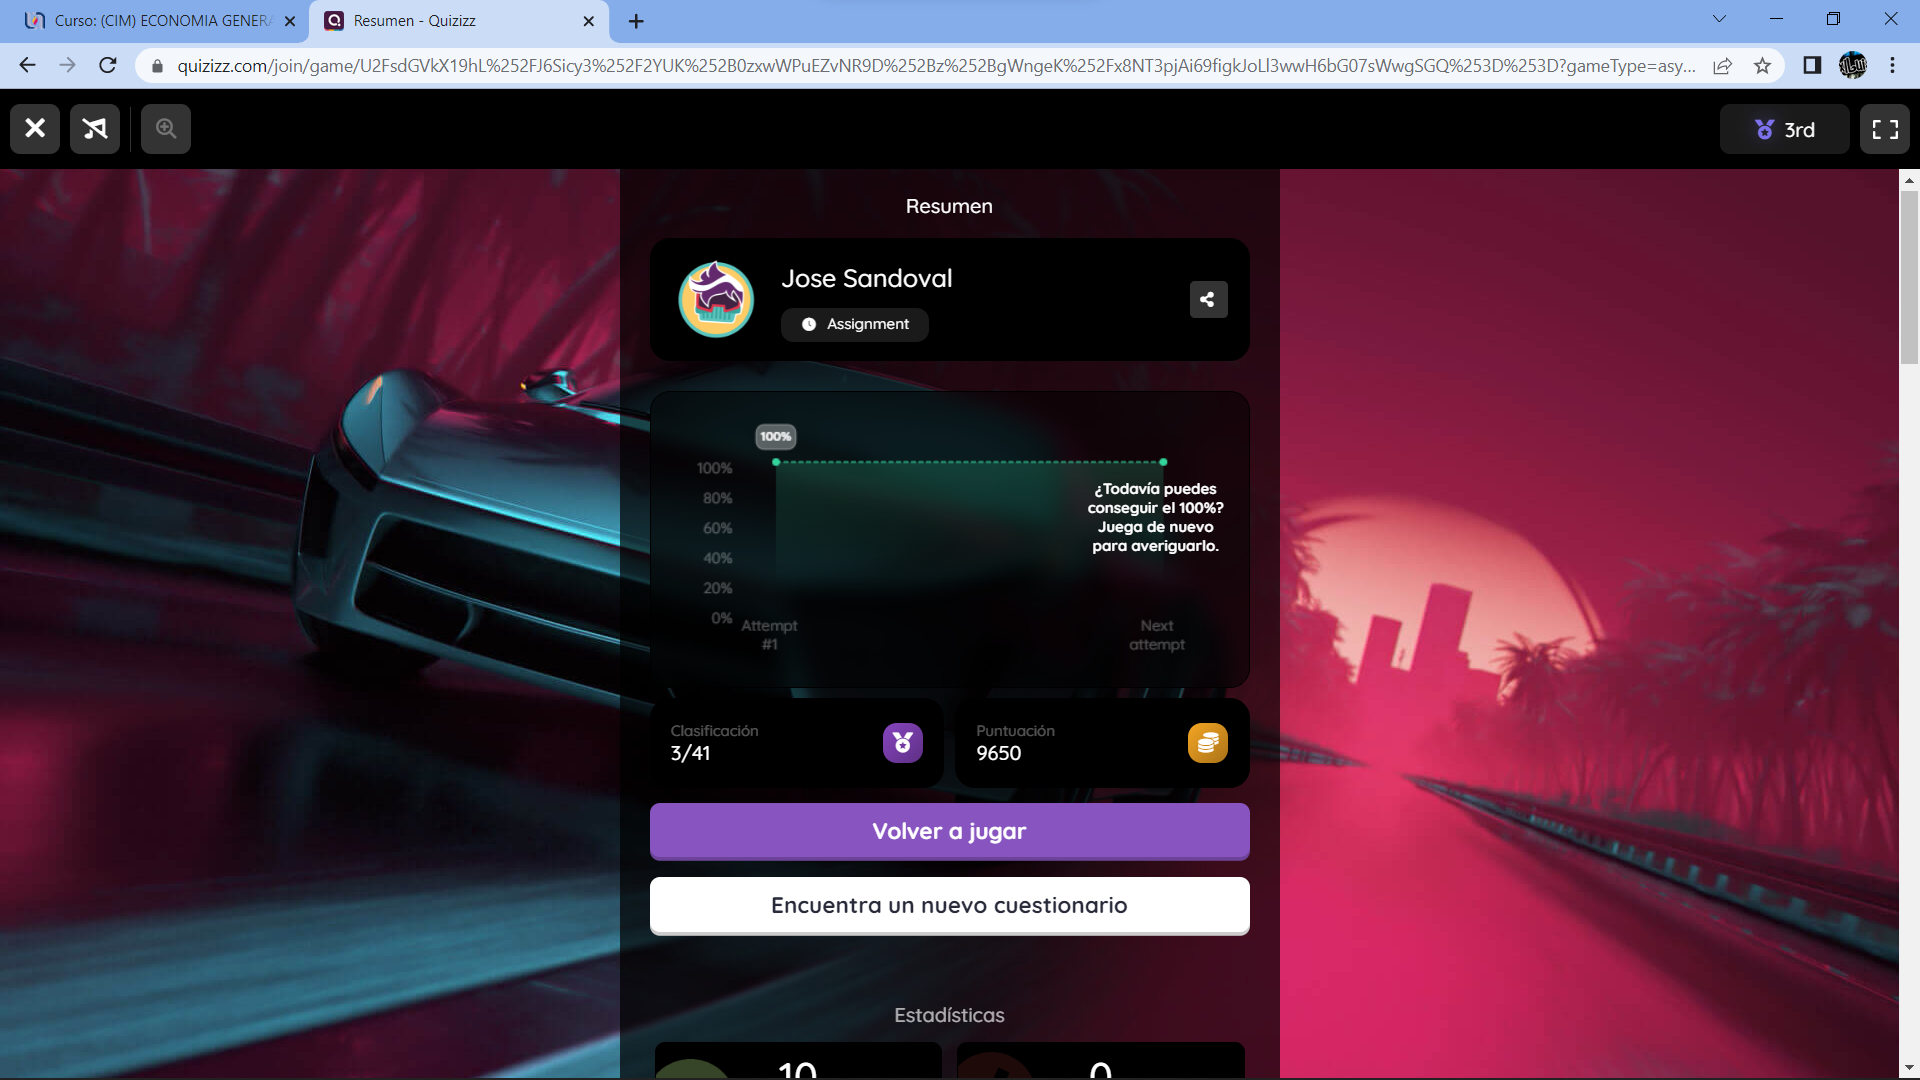 Curso: (CIM) ECONOMIA GENERA
Resumen - Quizizz
quizizz.com/join/game/U2FsdGVkX19hL%252FJ6Sicy3%252F2YUK%252B0zxwWPuEZvNR9D%252Bz%252BgWngeK%252Fx8NT3pjAi69figkJoLl3wwH6bG07sWwgSGQ%253D%253D?gameType=asy...
3rd
Resumen
Jose Sandoval
Assignment
100%
100%
80%
60%
40%
20%
0%
¿Todavía puedes
conseguir el 100%?
Juega de nuevo
para averiguarlo.
Attempt
#1
Next
attempt
Clasificación
3/41
Puntuación
9650
Volver a jugar
Encuentra un nuevo cuestionario
Estadísticas
10
0